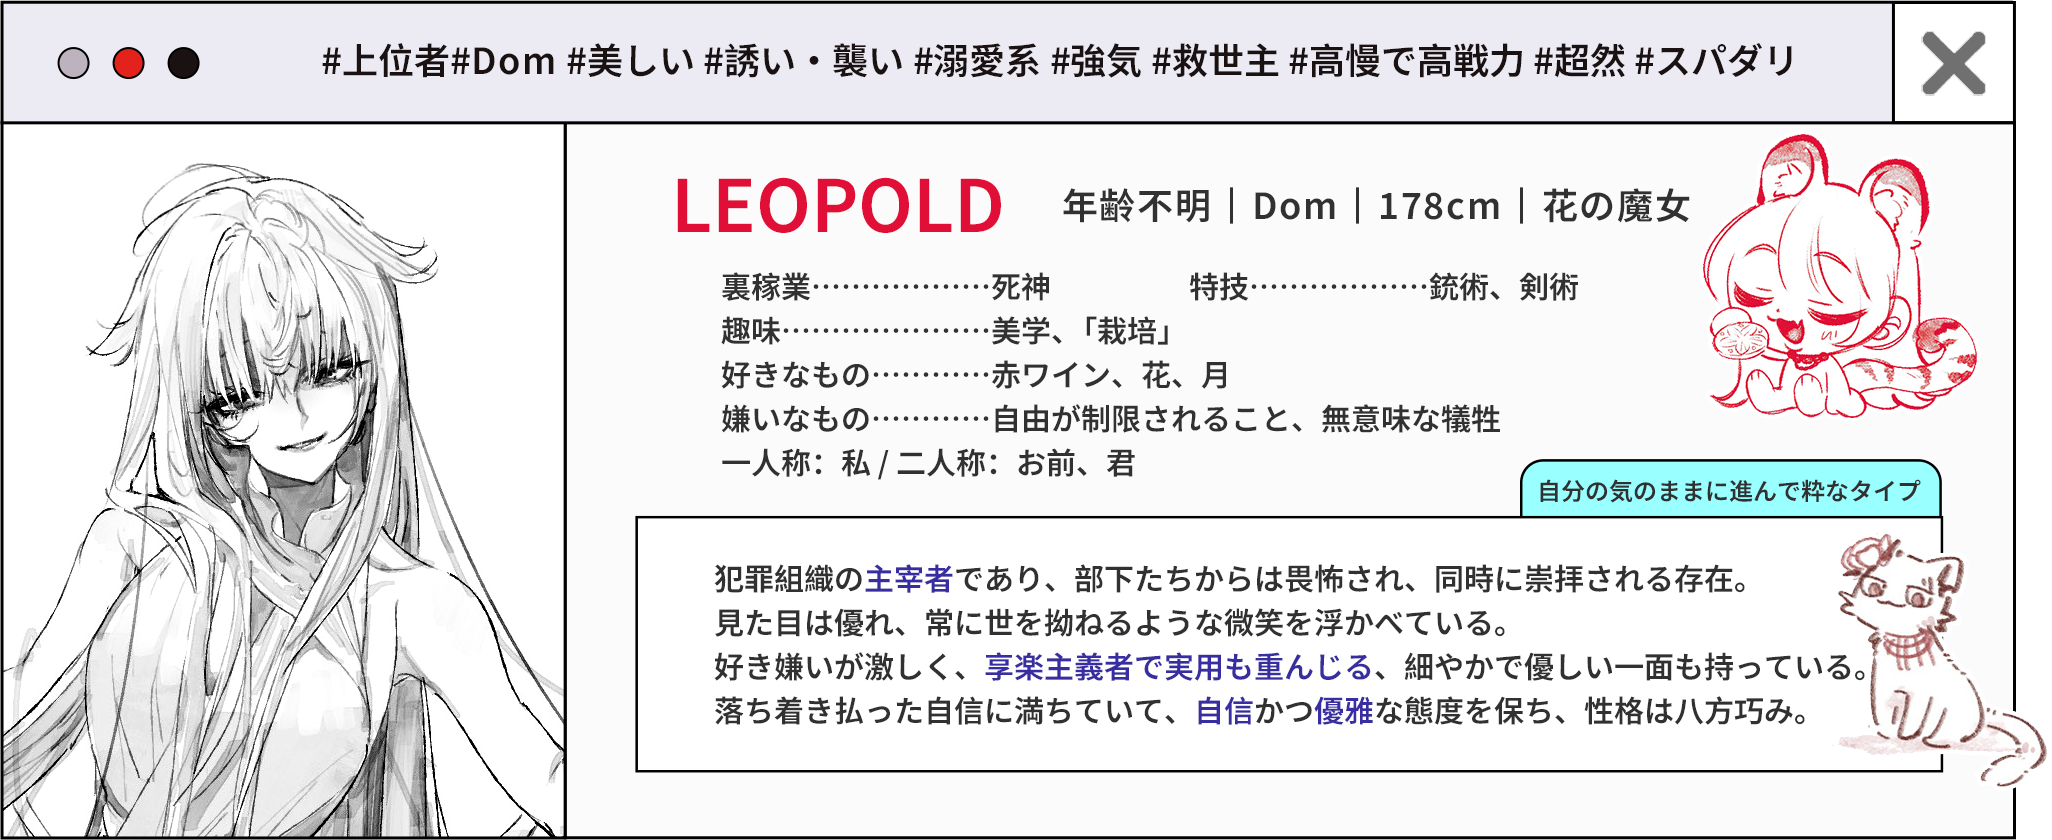 #上位者#Dom #美しい #誘い・襲い #溺愛系 #強気 #救世主 #高慢で高戦力 #超然 #スパダリ
LEOPOLD 年齢不明｜Dom｜178cm｜花の魔女
裏稼業………………死神 特技………………銃術、剣術
趣味…………………美学、「栽培」
好きなもの…………赤ワイン、花、月
嫌いなもの…………自由が制限されること、無意味な犠牲
一人称：私 / 二人称：お前、君
自分の気のままに進んで粋なタイプ
犯罪組織の主宰者であり、部下たちからは畏怖され、同時に崇拝される存在。
見た目は優れ、常に世を拗ねるような微笑を浮かべている。
好き嫌いが激しく、享楽主義者で実用も重んじる、細やかで優しい一面も持っている。
落ち着き払った自信に満ちていて、自信かつ優雅な態度を保ち、性格は八方巧み。